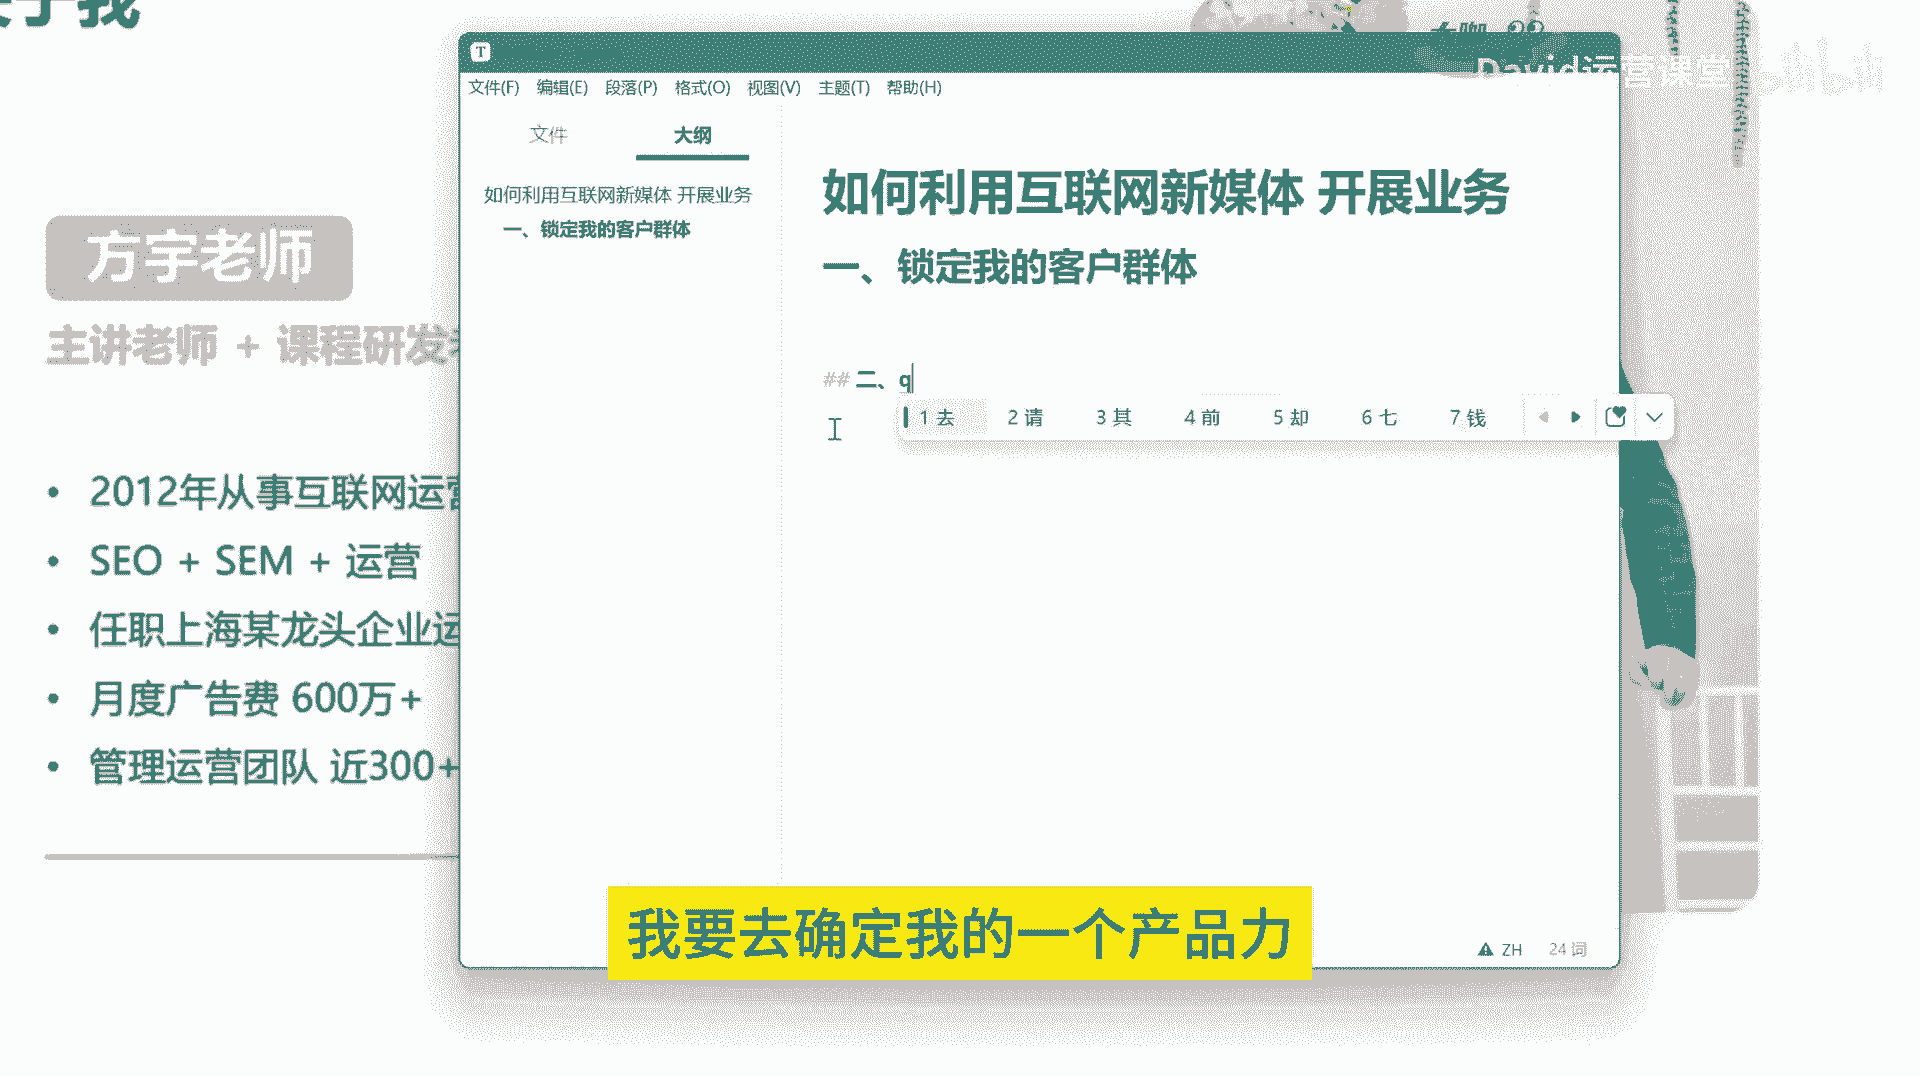 于我
方宇老师
主讲老师 + 课程研发
2012年从事互联网运营
SEO + SEM + 运营
任职上海某龙头企业运
月度广告费 600万+
管理运营团队 近300+
T
文件(F) 编辑(E) 段落(P) 格式(O) 视图(V) 主题(T) 帮助(H)
文件 大纲
如何利用互联网新媒体 开展业务
一、锁定我的客户群体
如何利用互联网新媒体 开展业务
一、锁定我的客户群体
## 二、q
1 去 2 请 3 其 4 前 5 却 6 七 7 钱
ZH 24 词
David运营课堂
bilibili
我要去确定我的一个产品力